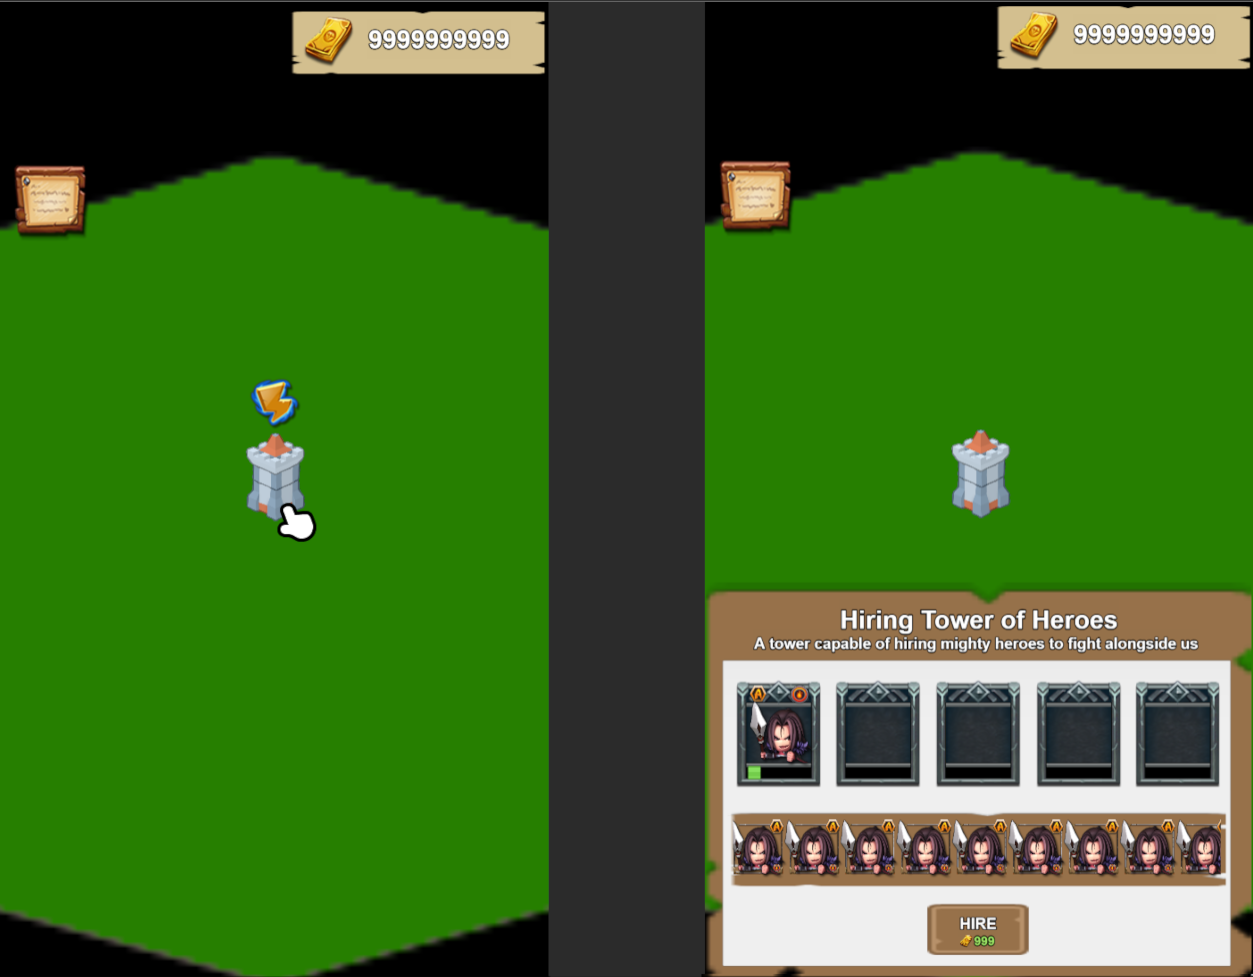 9999999999
9999999999
Hiring Tower of Heroes
A tower capable of hiring mighty heroes to fight alongside us
A
A A A A A A A A
HIRE
999